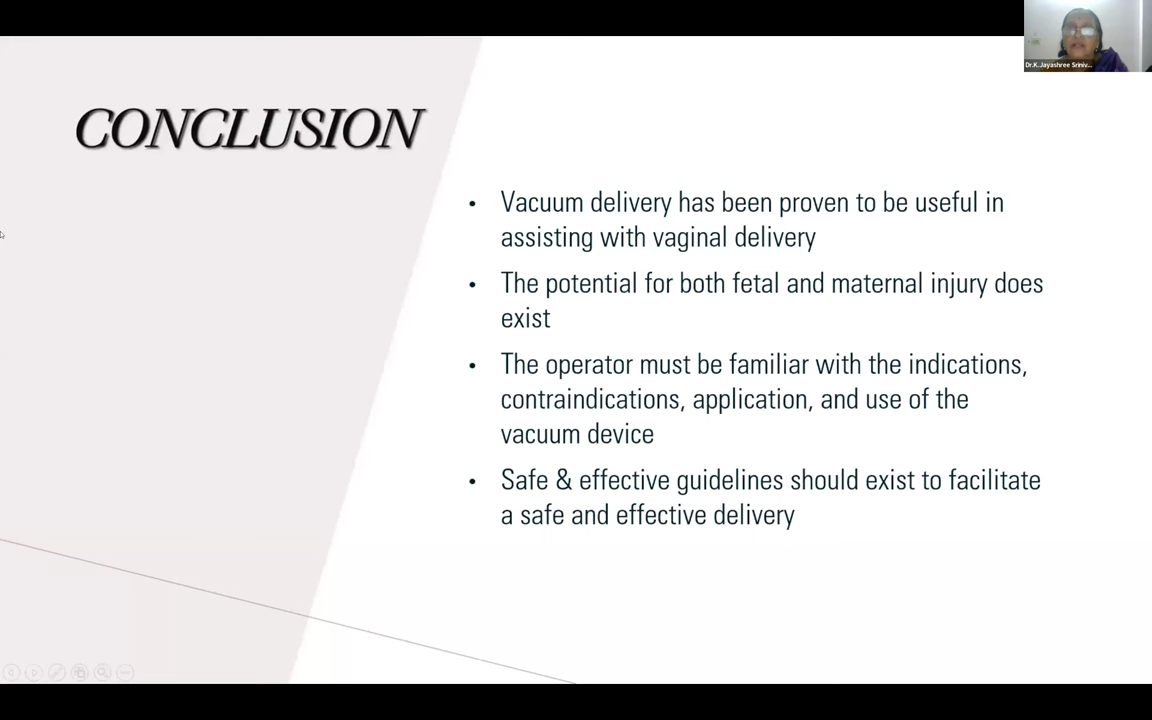 Dr.K.Jayashree Sriniv...
CONCLUSION
• Vacuum delivery has been proven to be useful in
assisting with vaginal delivery
• The potential for both fetal and maternal injury does
exist
• The operator must be familiar with the indications,
contraindications, application, and use of the
vacuum device
• Safe & effective guidelines should exist to facilitate
a safe and effective delivery